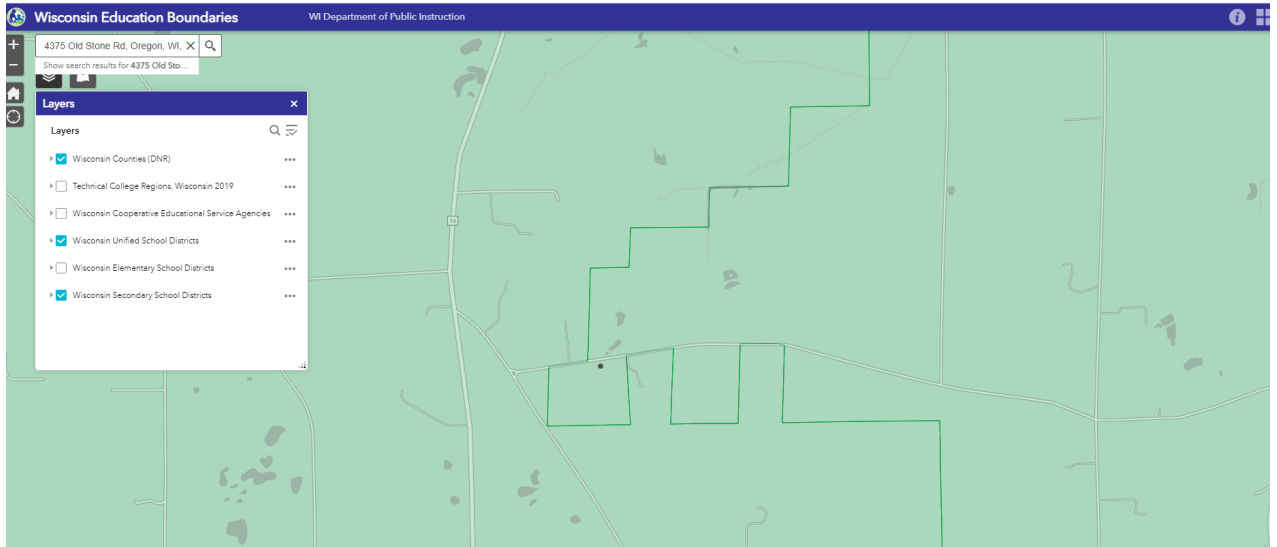 Wisconsin Education Boundaries
WI Department of Public Instruction
4375 Old Stone Rd, Oregon, WI,
Show search results for 4375 Old Sto...
Layers
Layers
Wisconsin Counties (DNR)
Technical College Regions, Wisconsin 2019
Wisconsin Cooperative Educational Service Agencies
Wisconsin Unified School Districts
Wisconsin Elementary School Districts
Wisconsin Secondary School Districts
14